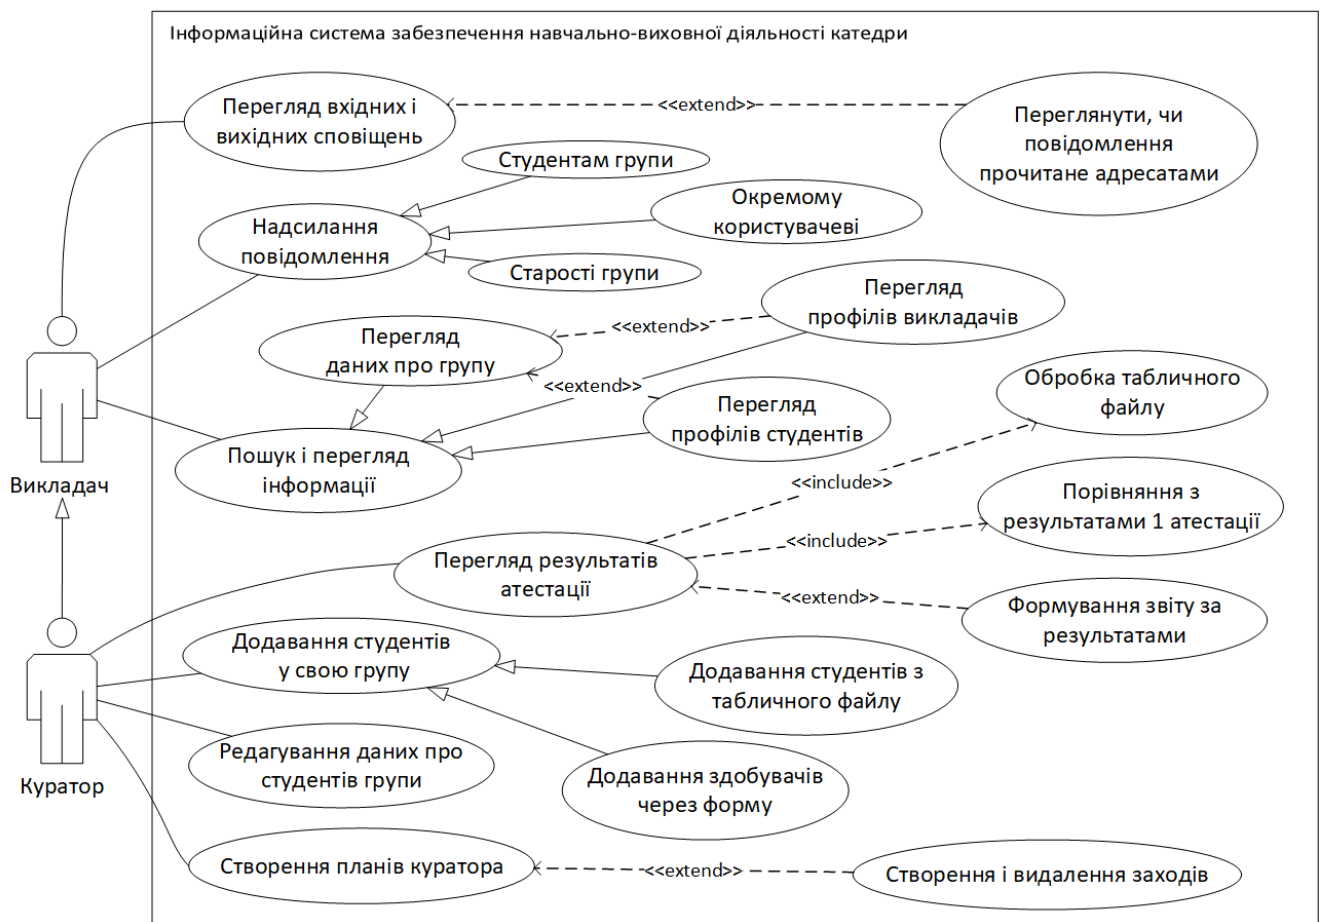 Інформаційна система забезпечення навчально-виховної діяльності катедри
Перегляд вхідних і
вихідних сповіщень
<<extend>>
Переглянути, чи
повідомлення
прочитане адресатами
Студентам групи
Окремому
користувачеві
Надсилання
повідомлення
Старості групи
Перегляд
профілів викладачів
<<extend>>
Перегляд
даних про групу
<<extend>>
Обробка табличного
файлу
Перегляд
профілів студентів
Пошук і перегляд
інформації
Викладач
<<include>>
Порівняння з
результатами 1 атестації
<<include>>
Перегляд результатів
атестації
<<extend>>
Формування звіту за
результатами
Додавання студентів
у свою групу
Додавання студентів з
табличного файлу
Редагування даних про
студентів групи
Куратор
Додавання здобувачів
через форму
Створення планів куратора
<<extend>>
Створення і видалення заходів